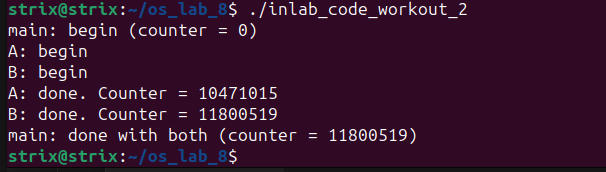 strix@strix:~/os_lab_8$ ./inlab_code_workout_2
main: begin (counter = 0)
A: begin
B: begin
A: done. Counter = 10471015
B: done. Counter = 11800519
main: done with both (counter = 11800519)
strix@strix:~/os_lab_8$